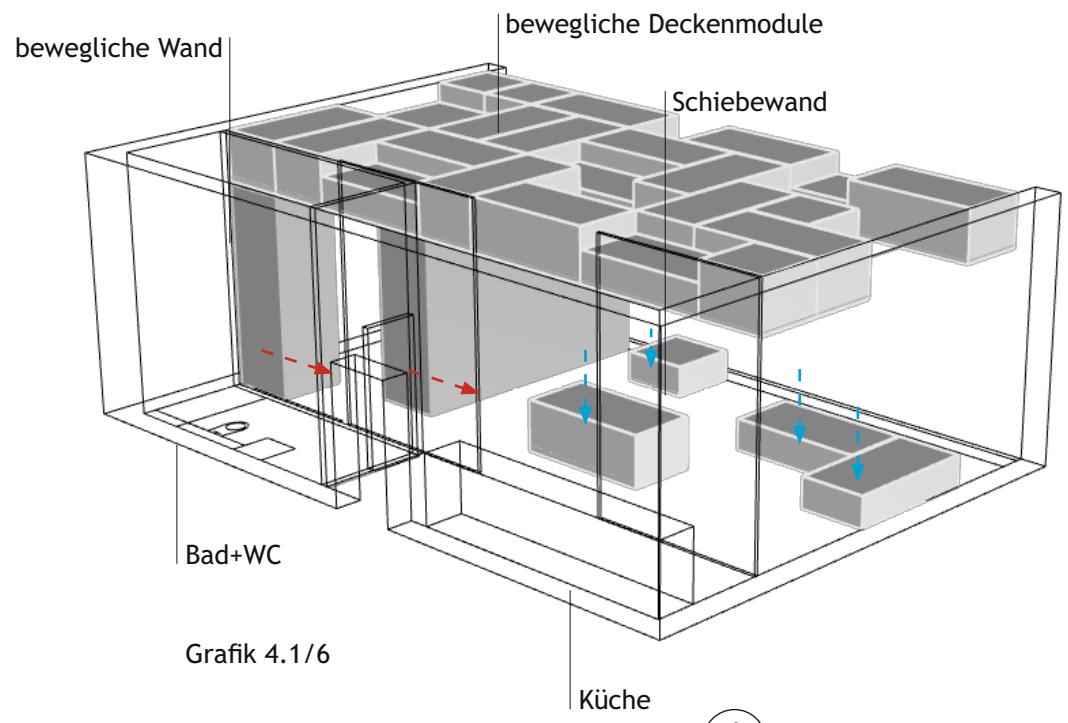 bewegliche Deckenmodule
bewegliche Wand
Schiebewand
Bad+WC
Grafik 4.1/6
Küche